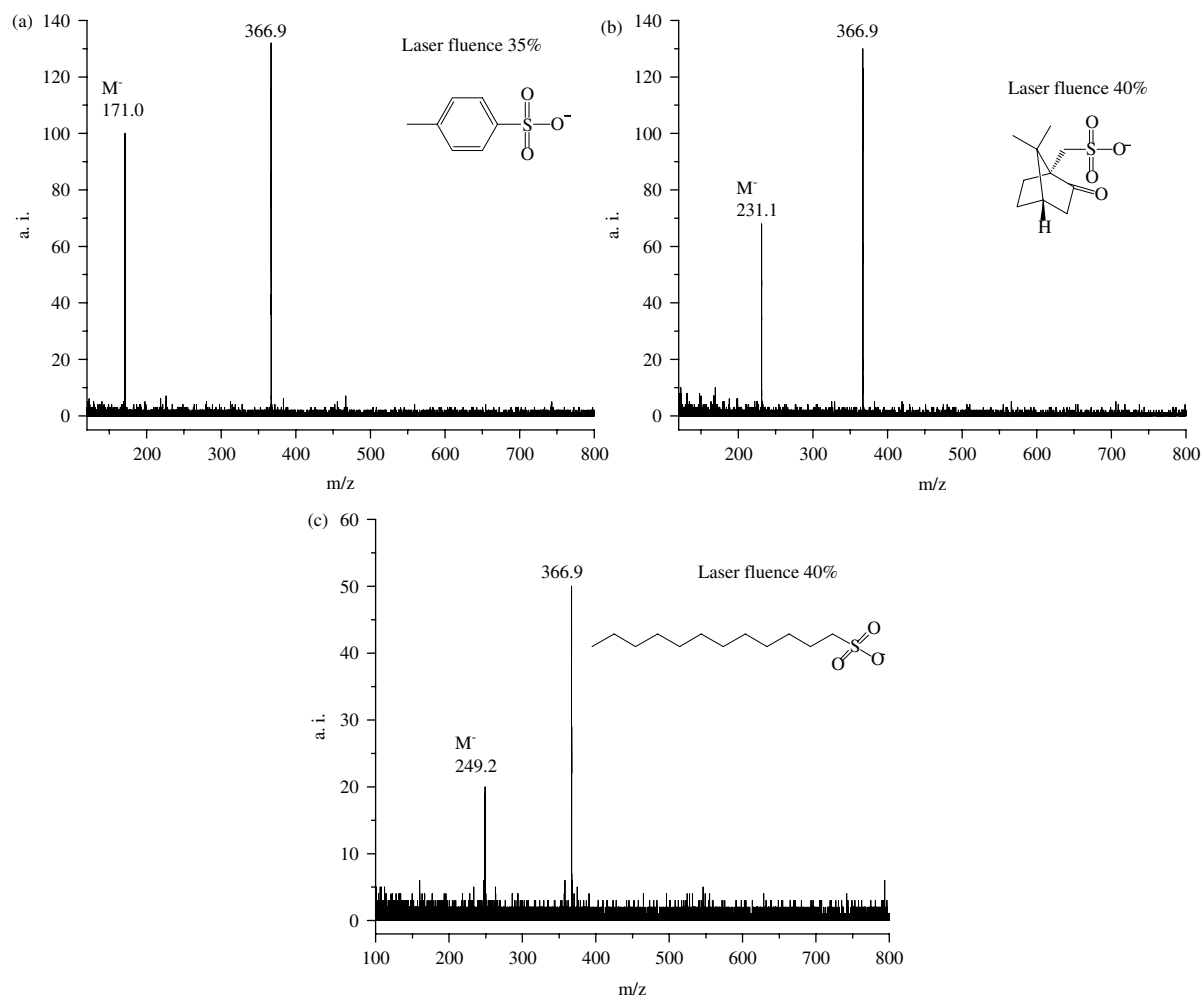 (a)
140
120
100
80
60
40
20
0
a. i.
366.9
M-
171.0
Laser fluence 35%
O
S
O-
O
200
300
400
500
600
700
800
m/z
(b)
140
120
100
80
60
40
20
0
a. i.
366.9
M-
231.1
Laser fluence 40%
O
S
O-
O
O
H
200
300
400
500
600
700
800
m/z
(c)
60
50
40
30
20
10
0
a. i.
366.9
M-
249.2
Laser fluence 40%
O
S
O
O-
100
200
300
400
500
600
700
800
m/z